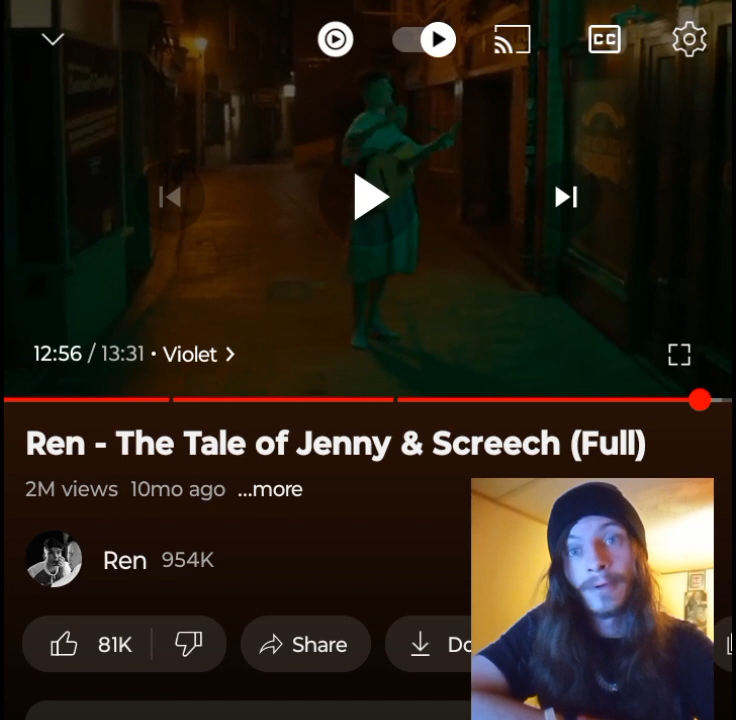 CC
12:56 / 13:31 • Violet >
Ren - The Tale of Jenny & Screech (Full)
2M views 10mo ago ...more
Ren 954K
81K
Share
Do